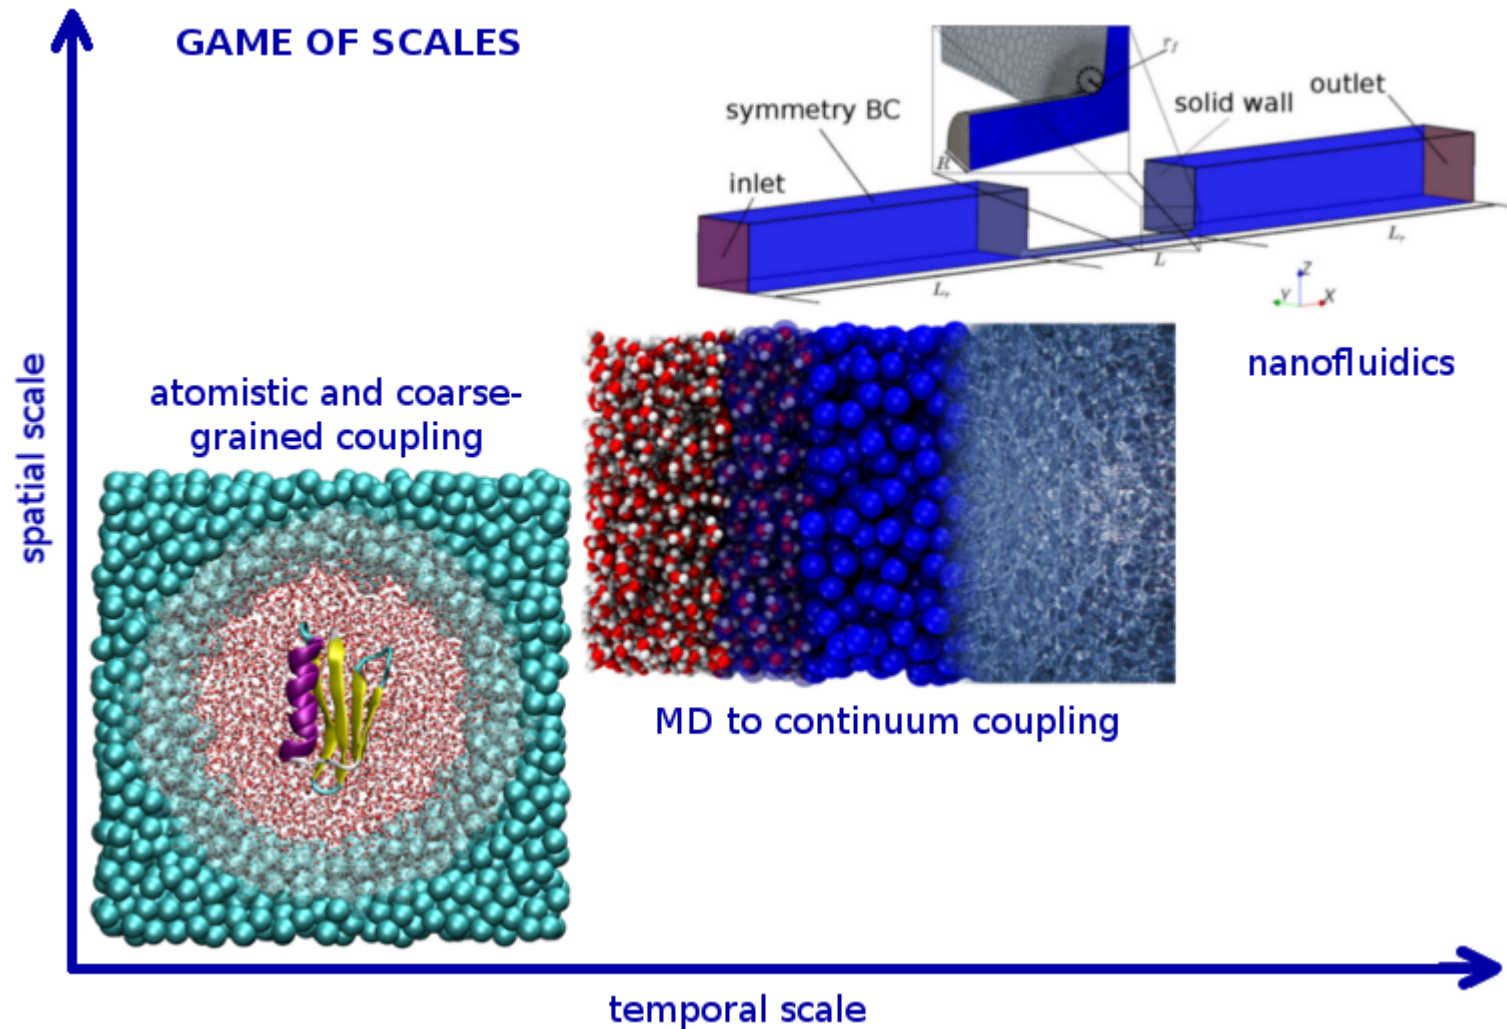 GAME OF SCALES
symmetry BC
inlet
solid wall
outlet
R
L
L
Z
Y
X
nanofluidics
spatial scale
atomistic and coarse-
grained coupling
MD to continuum coupling
temporal scale